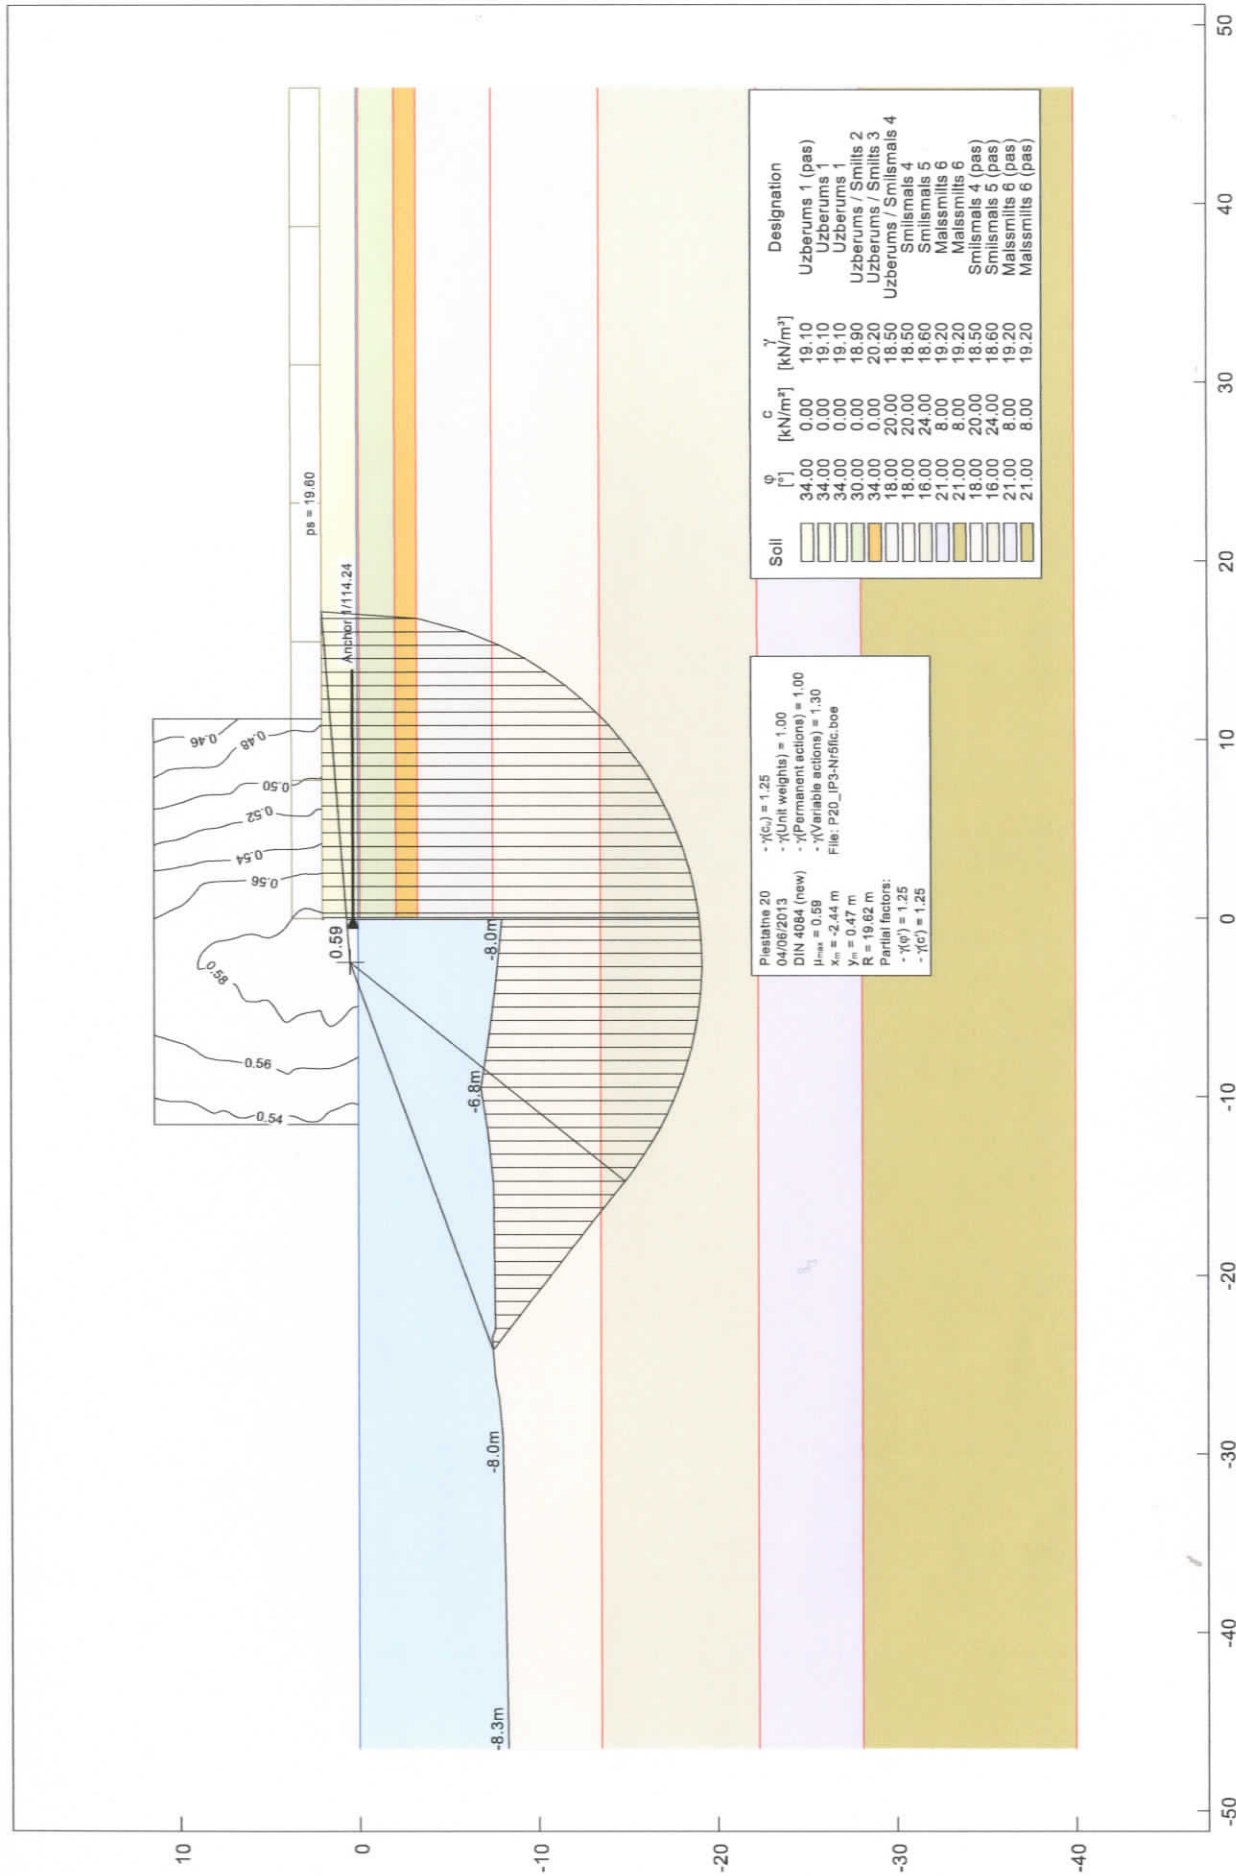 0.46
0.48
0.50
0.52
0.54
0.56
0.58
0.56
0.54
0.59
ps = 19.60
Anchor 1/114.24
-8.0m
-6.8m
-8.0m
-8.3m
Piestatne 20
04/06/2013
DIN 4084 (new)
μmax = 0.59
xm = -2.44 m
ym = 0.47 m
R = 19.62 m
Partial factors:
- γ(φ') = 1.25
- γ(c') = 1.25
- γ(cu) = 1.25
- γ(Unit weights) = 1.00
- γ(Permanent actions) = 1.00
- γ(Variable actions) = 1.30
File: P20_IP3-Nr5fic.boe
Soil φ [°] c [kN/m²] γ [kN/m³] Designation
34.00 0.00 19.10 Uzberums 1 (pas)
34.00 0.00 19.10 Uzberums 1
34.00 0.00 19.10 Uzberums 1
30.00 0.00 18.90 Uzberums / Smilts 2
34.00 0.00 20.20 Uzberums / Smilts 3
18.00 20.00 18.50 Uzberums / Smilsmals 4
18.00 20.00 18.50 Smilsmals 4
16.00 24.00 18.60 Smilsmals 5
21.00 8.00 19.20 Malssmilts 6
21.00 8.00 19.20 Malssmilts 6
18.00 20.00 18.50 Smilsmals 4 (pas)
16.00 24.00 18.60 Smilsmals 5 (pas)
21.00 8.00 19.20 Malssmilts 6 (pas)
21.00 8.00 19.20 Malssmilts 6 (pas)
10
0
-10
-20
-30
-40
-50 -40 -30 -20 -10 0 10 20 30 40 50